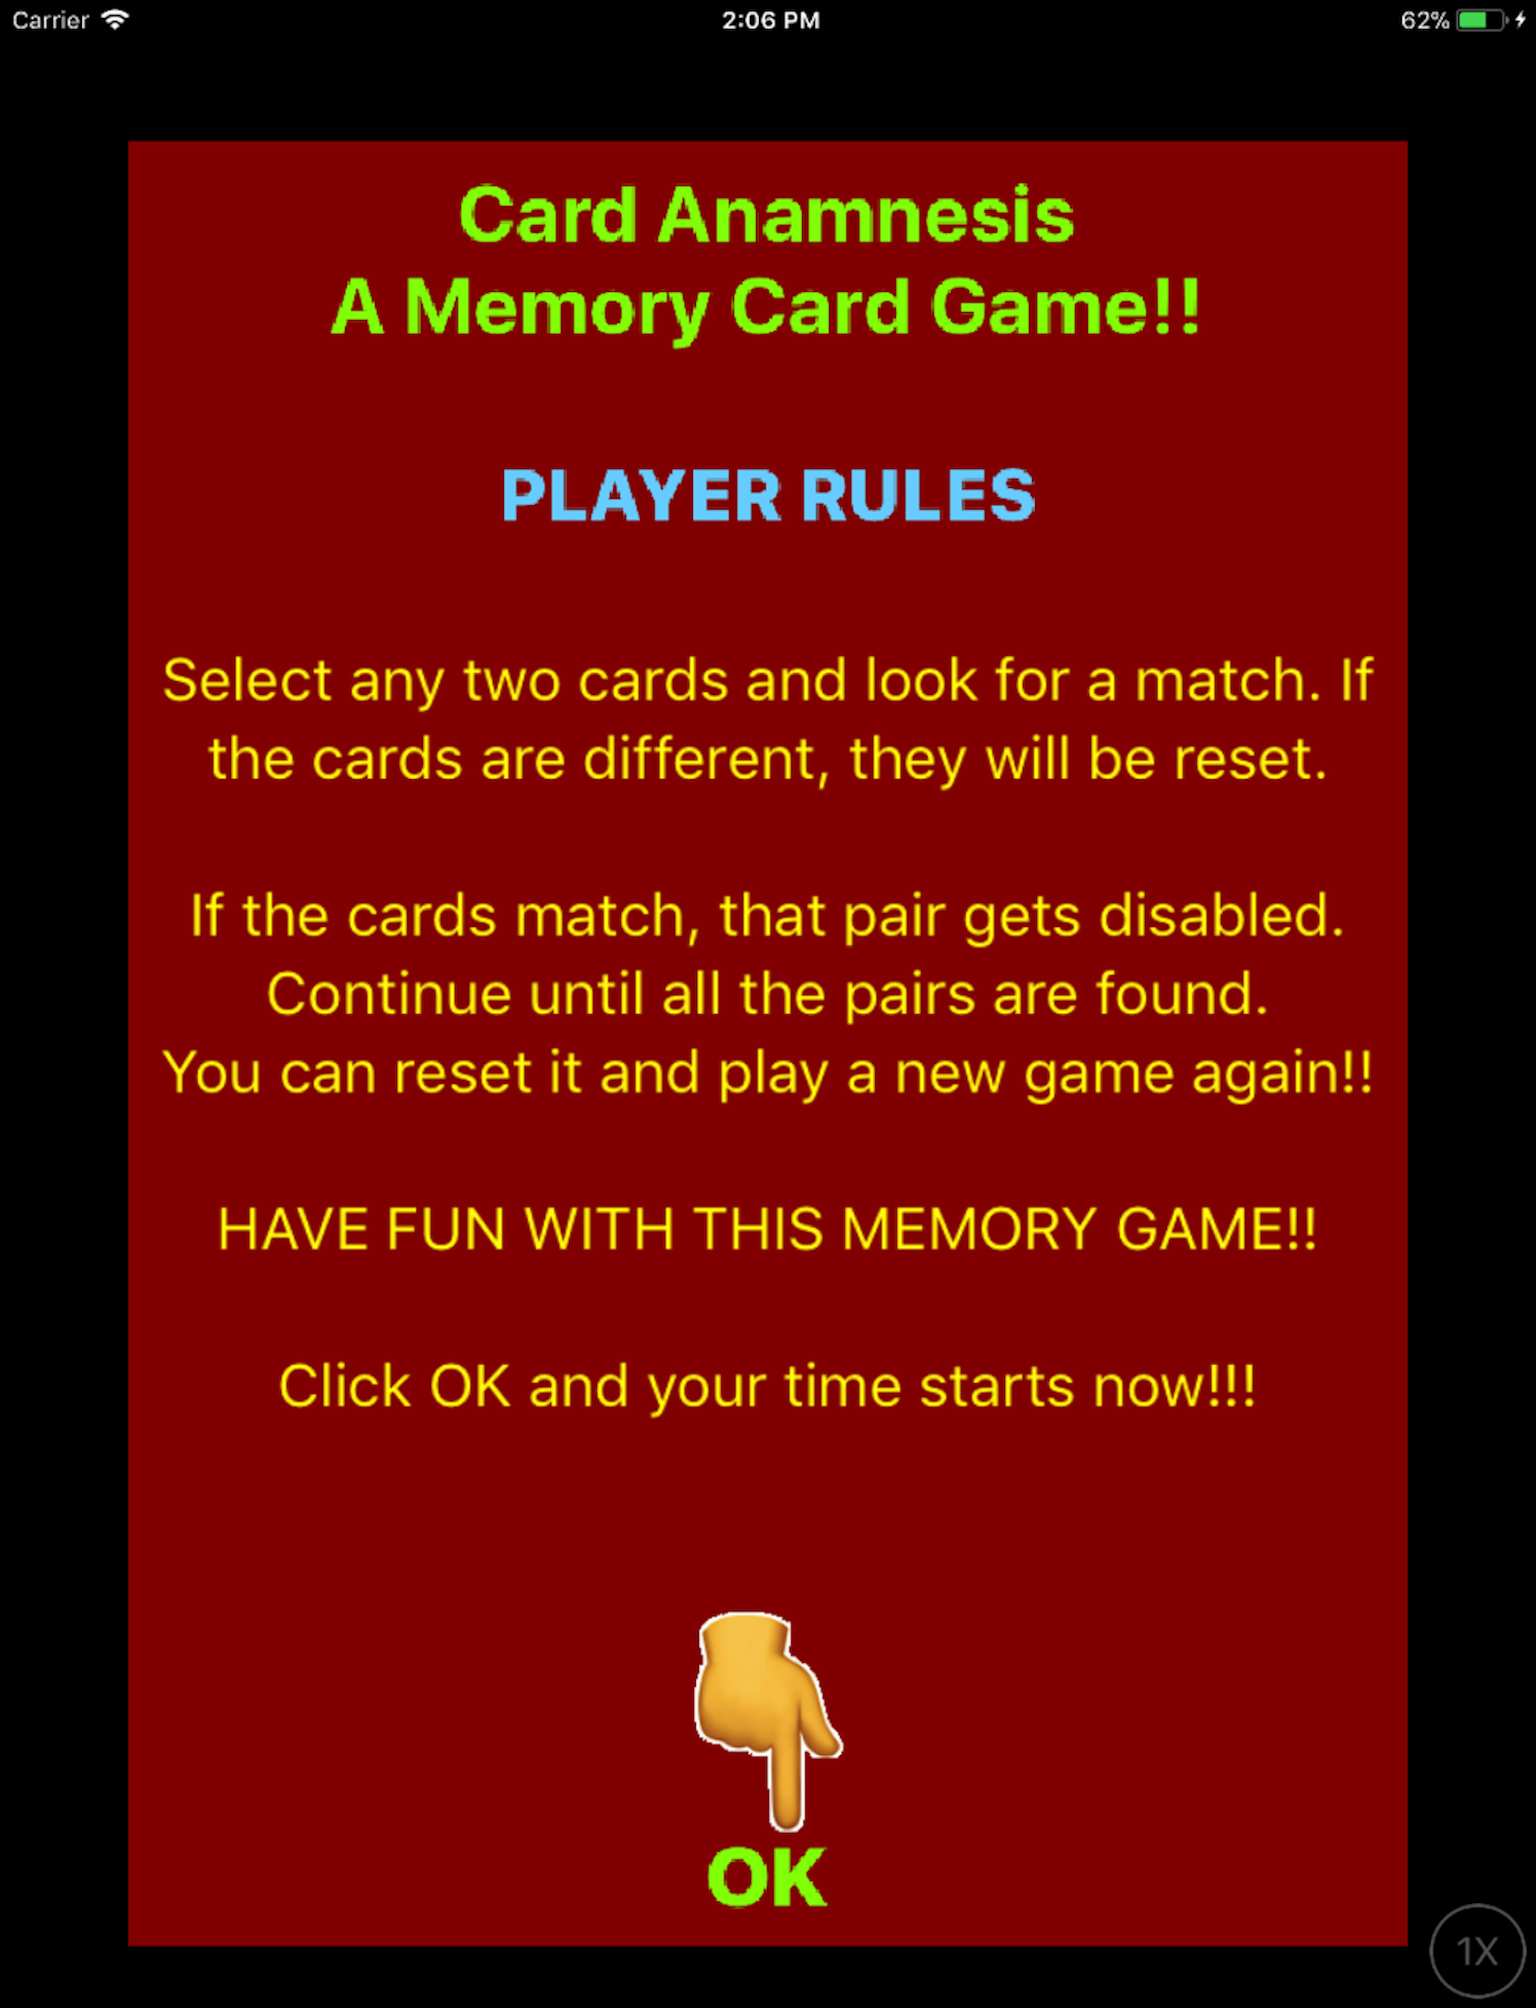 Carrier
2:06 PM
62%
Card Anamnesis
A Memory Card Game!!
PLAYER RULES
Select any two cards and look for a match. If
the cards are different, they will be reset.
If the cards match, that pair gets disabled.
Continue until all the pairs are found.
You can reset it and play a new game again!!
HAVE FUN WITH THIS MEMORY GAME!!
Click OK and your time starts now!!!
OK
1X